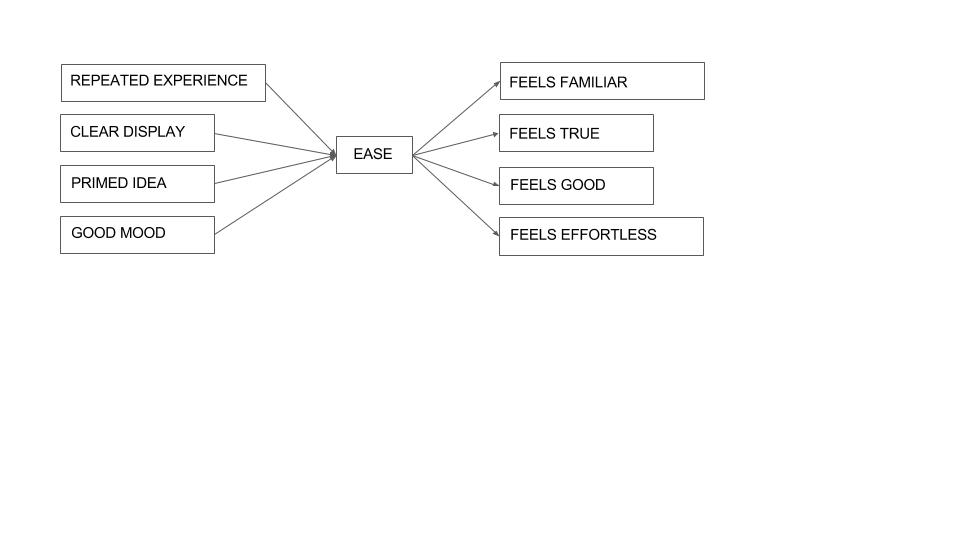 REPEATED EXPERIENCE
CLEAR DISPLAY
PRIMED IDEA
GOOD MOOD
EASE
FEELS FAMILIAR
FEELS TRUE
FEELS GOOD
FEELS EFFORTLESS